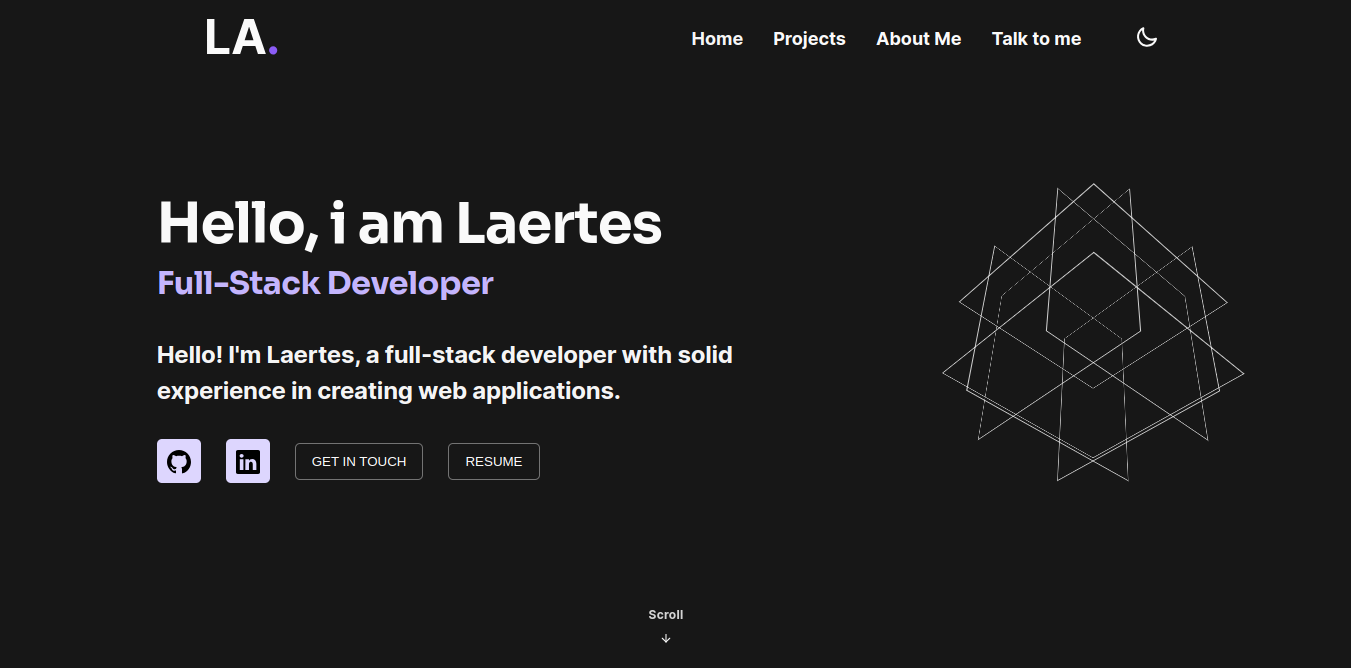 LA.
Home Projects About Me Talk to me
Hello, i am Laertes
Full-Stack Developer
Hello! I'm Laertes, a full-stack developer with solid
experience in creating web applications.
in GET IN TOUCH RESUME
Scroll